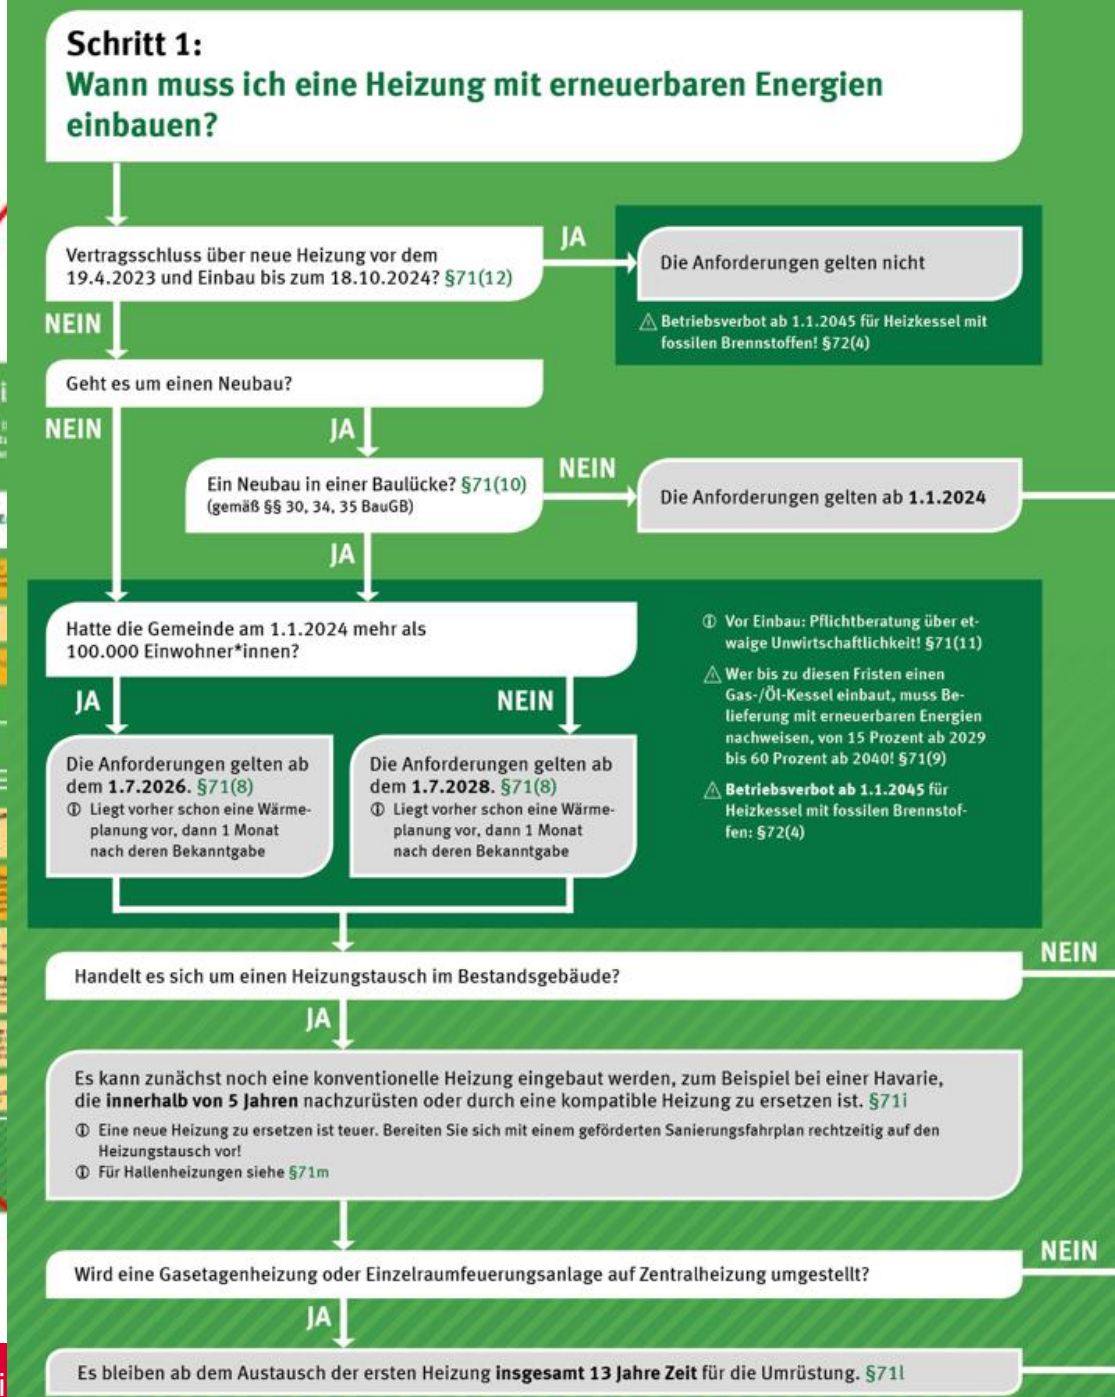 Schritt 1:
Wann muss ich eine Heizung mit erneuerbaren Energien
einbauen?
Vertragsschluss über neue Heizung vor dem
19.4.2023 und Einbau bis zum 18.10.2024? §71(12)
JA
Die Anforderungen gelten nicht
⚠ Betriebsverbot ab 1.1.2045 für Heizkessel mit
fossilen Brennstoffen! §72(4)
NEIN
Geht es um einen Neubau?
NEIN
JA
Ein Neubau in einer Baulücke? §71(10)
(gemäß §§ 30, 34, 35 BauGB)
NEIN
Die Anforderungen gelten ab 1.1.2024
JA
Hatte die Gemeinde am 1.1.2024 mehr als
100.000 Einwohner*innen?
JA
NEIN
Die Anforderungen gelten ab
dem 1.7.2026. §71(8)
ⓘ Liegt vorher schon eine Wärme-
planung vor, dann 1 Monat
nach deren Bekanntgabe
Die Anforderungen gelten ab
dem 1.7.2028. §71(8)
ⓘ Liegt vorher schon eine Wärme-
planung vor, dann 1 Monat
nach deren Bekanntgabe
ⓘ Vor Einbau: Pflichtberatung über et-
waige Unwirtschaftlichkeit! §71(11)
⚠ Wer bis zu diesen Fristen einen
Gas-/Öl-Kessel einbaut, muss Be-
lieferung mit erneuerbaren Energien
nachweisen, von 15 Prozent ab 2029
bis 60 Prozent ab 2040! §71(9)
⚠ Betriebsverbot ab 1.1.2045 für
Heizkessel mit fossilen Brennstof-
fen: §72(4)
Handelt es sich um einen Heizungstausch im Bestandsgebäude?
NEIN
JA
Es kann zunächst noch eine konventionelle Heizung eingebaut werden, zum Beispiel bei einer Havarie,
die innerhalb von 5 Jahren nachzurüsten oder durch eine kompatible Heizung zu ersetzen ist. §71i
ⓘ Eine neue Heizung zu ersetzen ist teuer. Bereiten Sie sich mit einem geförderten Sanierungsfahrplan rechtzeitig auf den
Heizungstausch vor!
ⓘ Für Hallenheizungen siehe §71m
Wird eine Gasetagenheizung oder Einzelraumfeuerungsanlage auf Zentralheizung umgestellt?
NEIN
JA
Es bleiben ab dem Austausch der ersten Heizung insgesamt 13 Jahre Zeit für die Umrüstung. §71l